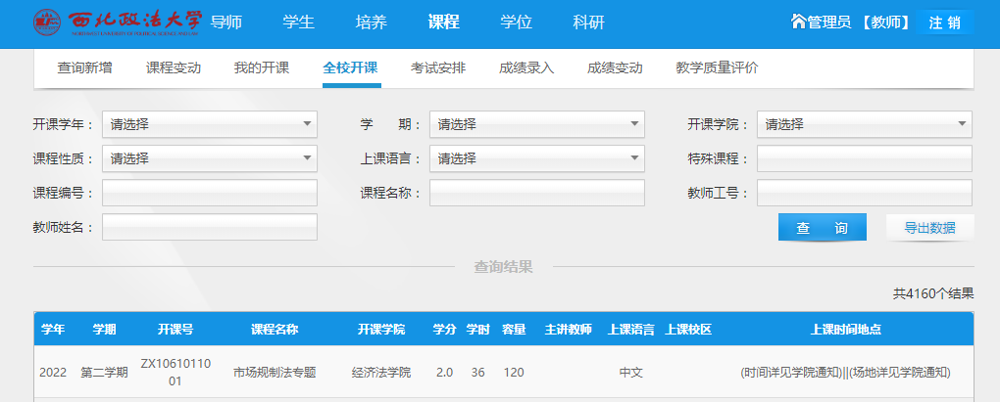 西北政法大学 导师 学生 培养 课程 学位 科研 管理员 【教师】 注 销
查询新增 课程变动 我的开课 全校开课 考试安排 成绩录入 成绩变动 教学质量评价
开课学年： 请选择 学 期： 请选择 开课学院： 请选择
课程性质： 请选择 上课语言： 请选择 特殊课程：
课程编号： 课程名称： 教师工号：
教师姓名： 查 询 导出数据
查询结果
共4160个结果
学年 学期 开课号 课程名称 开课学院 学分 学时 容量 主讲教师 上课语言 上课校区 上课时间地点
2022 第二学期 ZX10610110 市场规制法专题 经济法学院 2.0 36 120 中文 (时间详见学院通知)||(场地详见学院通知)
01